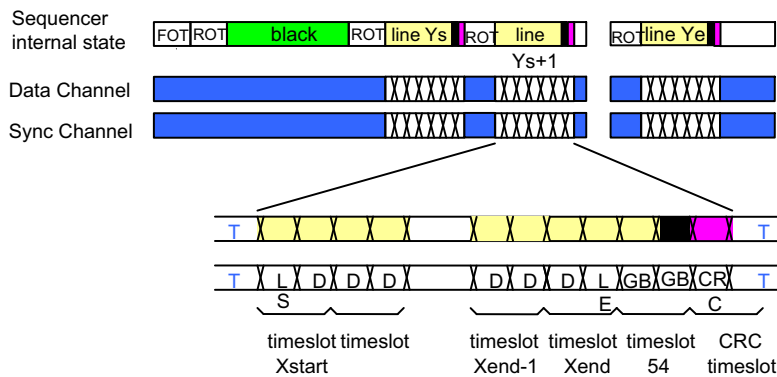 Sequencer
internal state
FOT ROT black ROT line Ys ROT line ROT line Ye
Ys+1
Data Channel
Sync Channel
T T
T L D D D D D D L GB GB CR T
S E C
timeslot timeslot timeslot timeslot timeslot CRC
Xstart Xend-1 Xend 54 timeslot